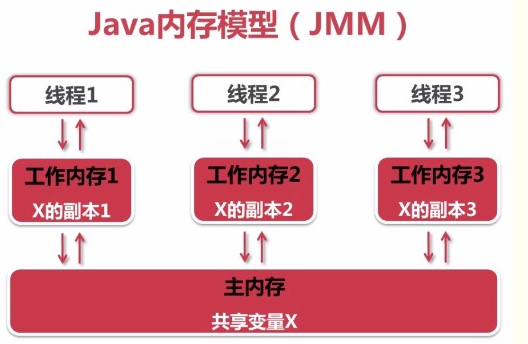 Java内存模型（JMM）
线程1
线程2
线程3
工作内存1
X的副本1
工作内存2
X的副本2
工作内存3
X的副本3
主内存
共享变量X